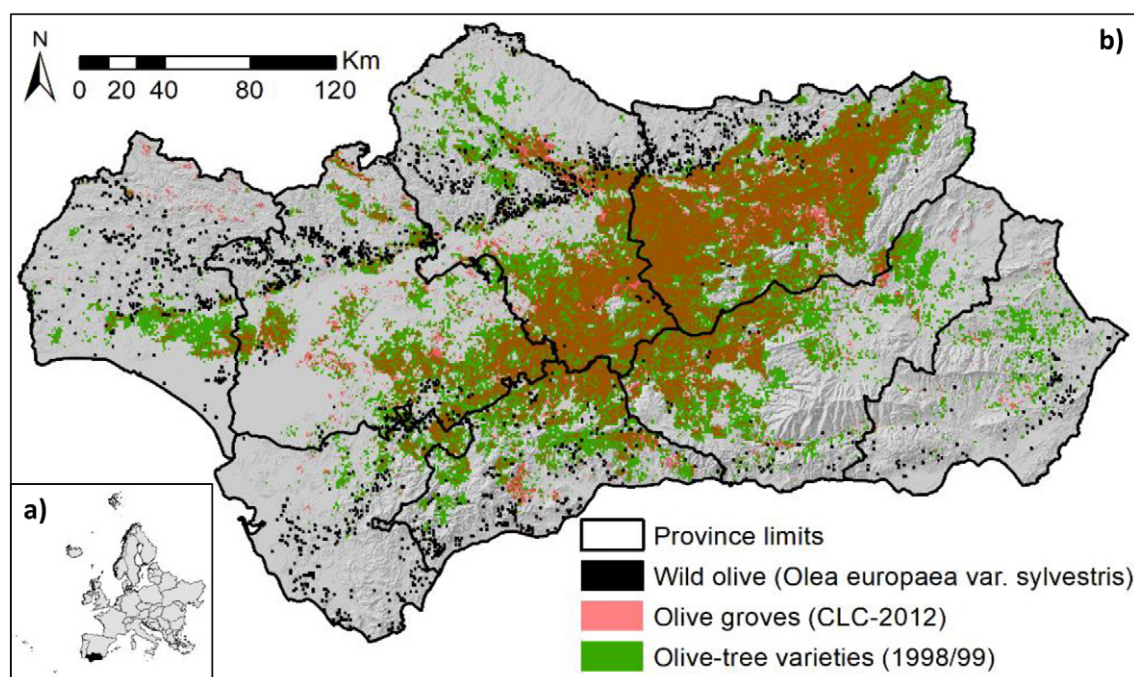 b)
N
Km
0 20 40 80 120
a)
Province limits
Wild olive (Olea europaea var. sylvestris)
Olive groves (CLC-2012)
Olive-tree varieties (1998/99)